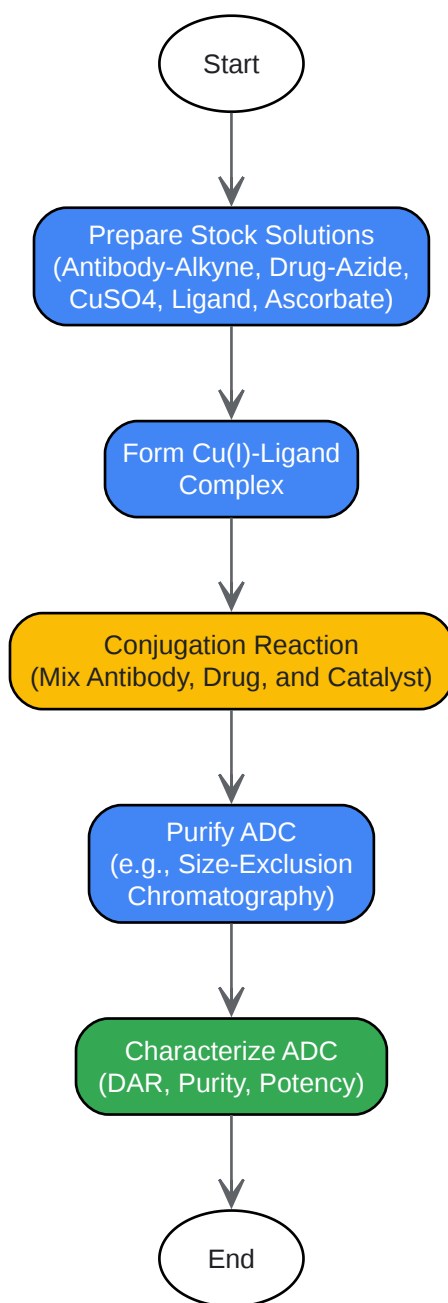 Start
Prepare Stock Solutions
(Antibody-Alkyne, Drug-Azide,
CuSO4, Ligand, Ascorbate)
Form Cu(I)-Ligand
Complex
Conjugation Reaction
(Mix Antibody, Drug, and Catalyst)
Purify ADC
(e.g., Size-Exclusion
Chromatography)
Characterize ADC
(DAR, Purity, Potency)
End